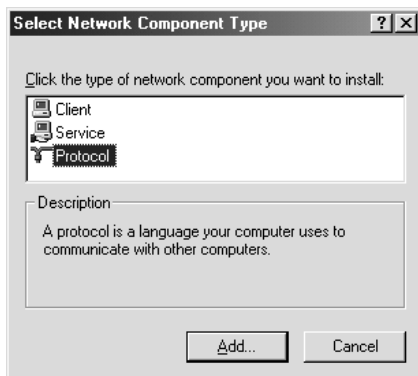 Select Network Component Type
Click the type of network component you want to install:
Client
Service
Protocol
Description
A protocol is a language your computer uses to
communicate with other computers.
Add...
Cancel